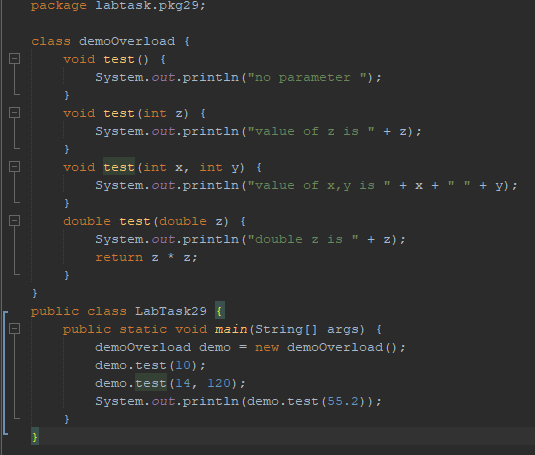 package labtask.pkg29;
class demoOverload {
void test() {
System.out.println("no parameter ");
}
void test(int z) {
System.out.println("value of z is " + z);
}
void test(int x, int y) {
System.out.println("value of x,y is " + x + " " + y);
}
double test(double z) {
System.out.println("double z is " + z);
return z * z;
}
}
public class LabTask29 {
public static void main(String[] args) {
demoOverload demo = new demoOverload();
demo.test(10);
demo.test(14, 120);
System.out.println(demo.test(55.2));
}
}